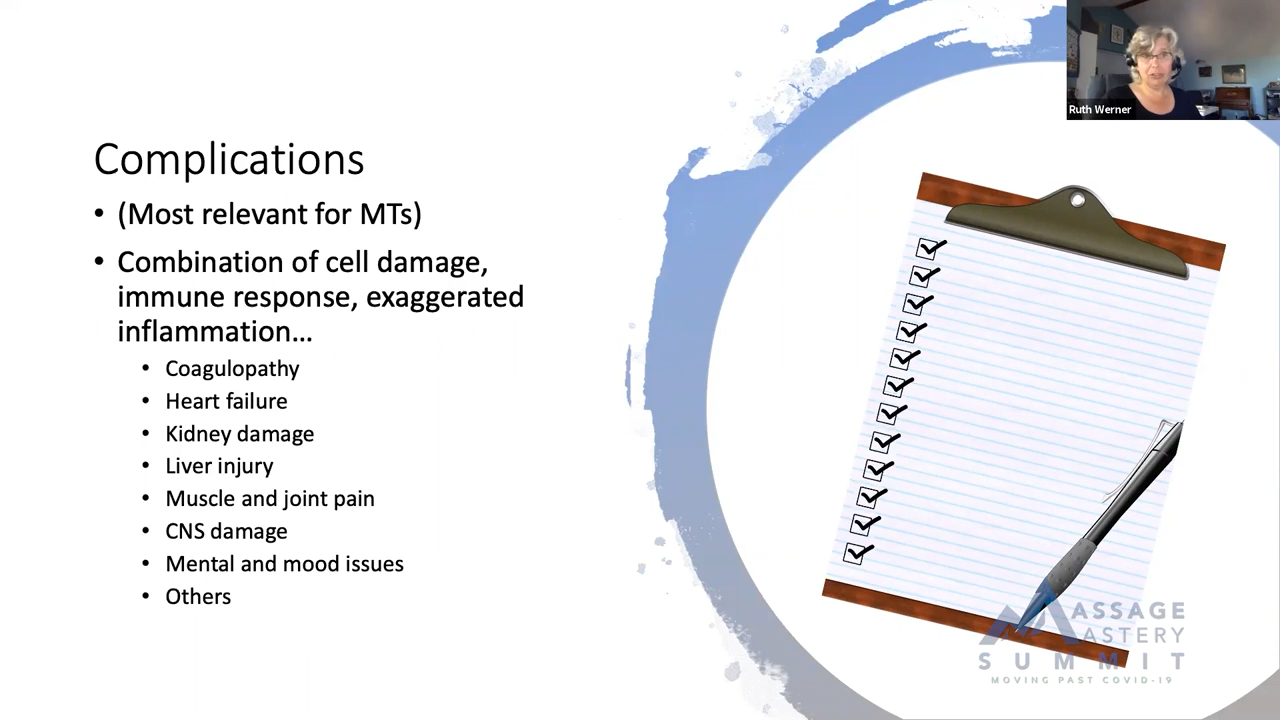 Ruth Werner
Complications
• (Most relevant for MTs)
• Combination of cell damage,
immune response, exaggerated
inflammation...
• Coagulopathy
• Heart failure
• Kidney damage
• Liver injury
• Muscle and joint pain
• CNS damage
• Mental and mood issues
• Others
MASSAGE
MASTERY
SUMMIT
MOVING PAST COVID-19